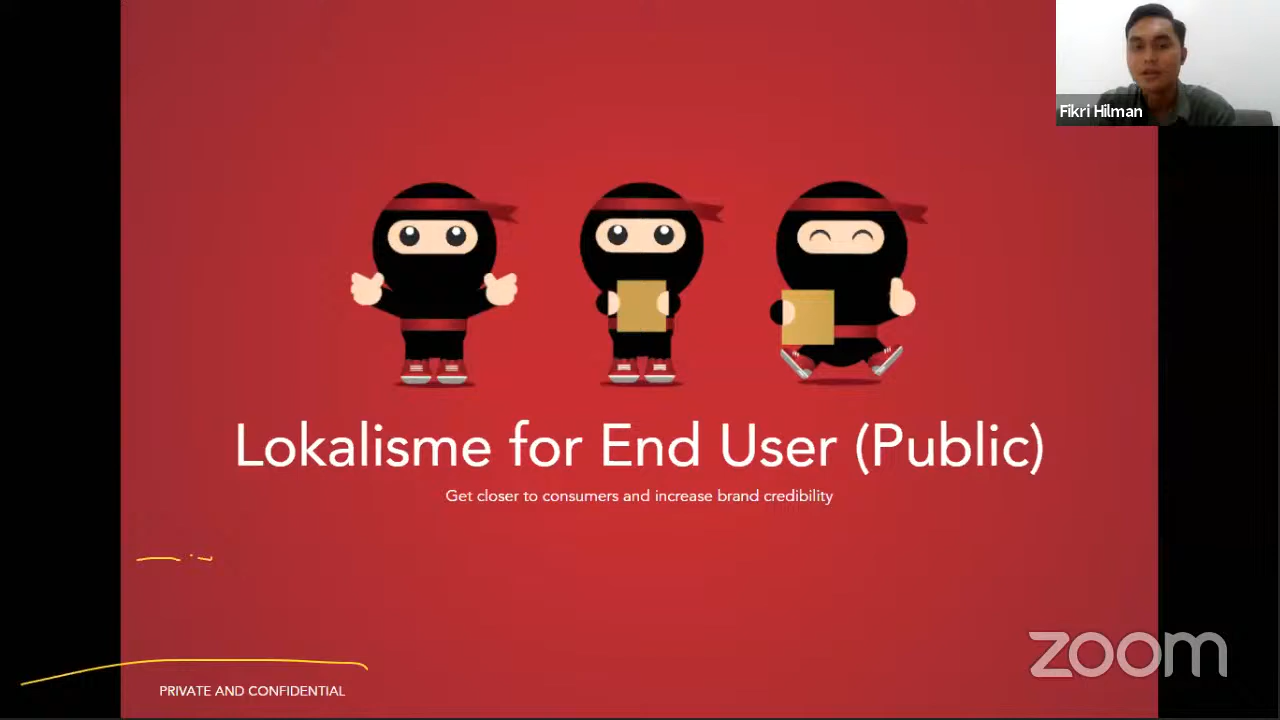 Fikri Hilman
Lokalisme for End User (Public)
Get closer to consumers and increase brand credibility
zoom
PRIVATE AND CONFIDENTIAL